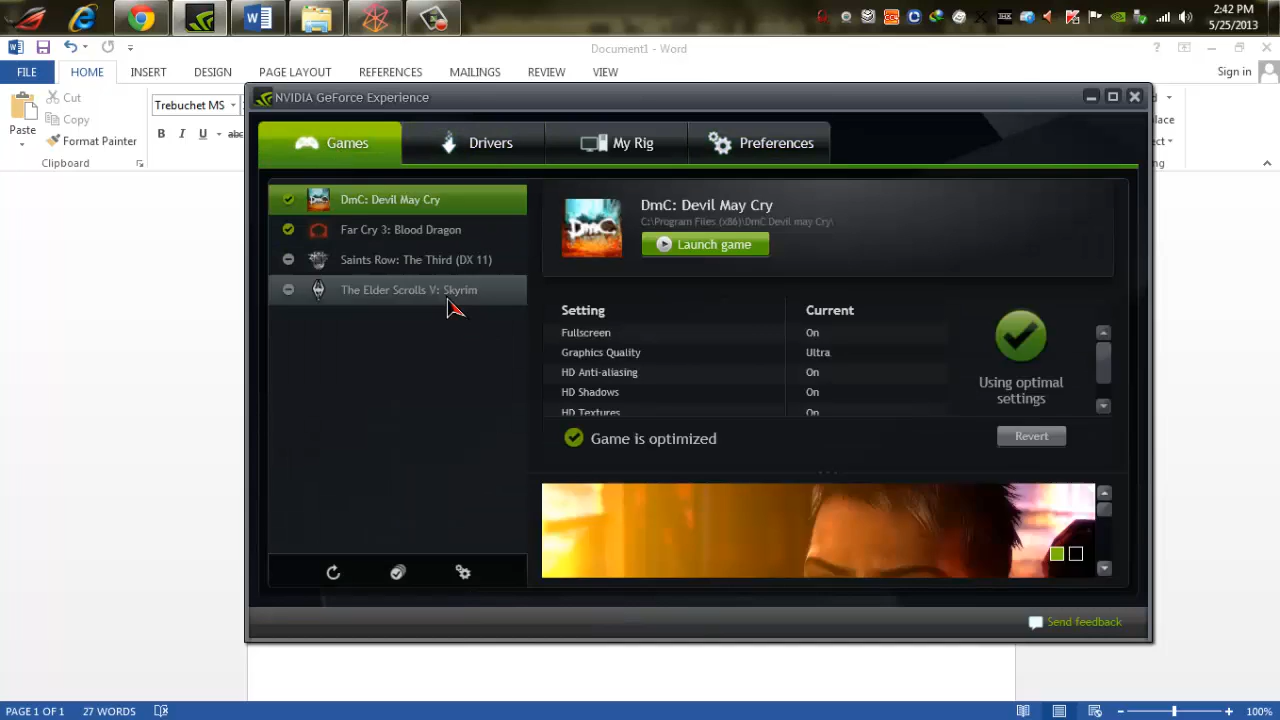 2:42 PM
5/25/2013
Document1 - Word
FILE HOME INSERT DESIGN PAGE LAYOUT REFERENCES MAILINGS REVIEW VIEW Sign in
Paste
Cut
Copy
Format Painter
Clipboard
Trebuchet MS
B I U abc
NVIDIA GeForce Experience
Games Drivers My Rig Preferences
DmC: Devil May Cry
Far Cry 3: Blood Dragon
Saints Row: The Third (DX 11)
The Elder Scrolls V: Skyrim
DmC: Devil May Cry
C:\Program Files (x86)\DmC Devil may Cry\
Launch game
Setting Current
Fullscreen On
Graphics Quality Ultra
HD Anti-aliasing On
HD Shadows On
HD Textures On
Using optimal
settings
Game is optimized
Revert
Send feedback
PAGE 1 OF 1 27 WORDS 100%